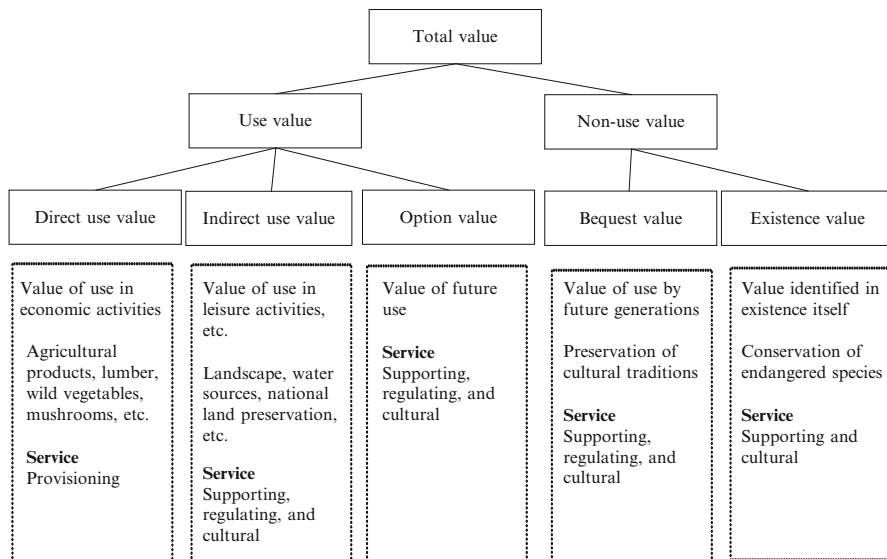 Total value
Use value
Non-use value
Direct use value
Indirect use value
Option value
Bequest value
Existence value
Value of use in
economic activities
Agricultural
products, lumber,
wild vegetables,
mushrooms, etc.
Service
Provisioning
Value of use in
leisure activities,
etc.
Landscape, water
sources, national
land preservation,
etc.
Service
Supporting,
regulating, and
cultural
Value of future
use
Service
Supporting,
regulating, and
cultural
Value of use by
future generations
Preservation of
cultural traditions
Service
Supporting,
regulating, and
cultural
Value identified in
existence itself
Conservation of
endangered species
Service
Supporting and
cultural